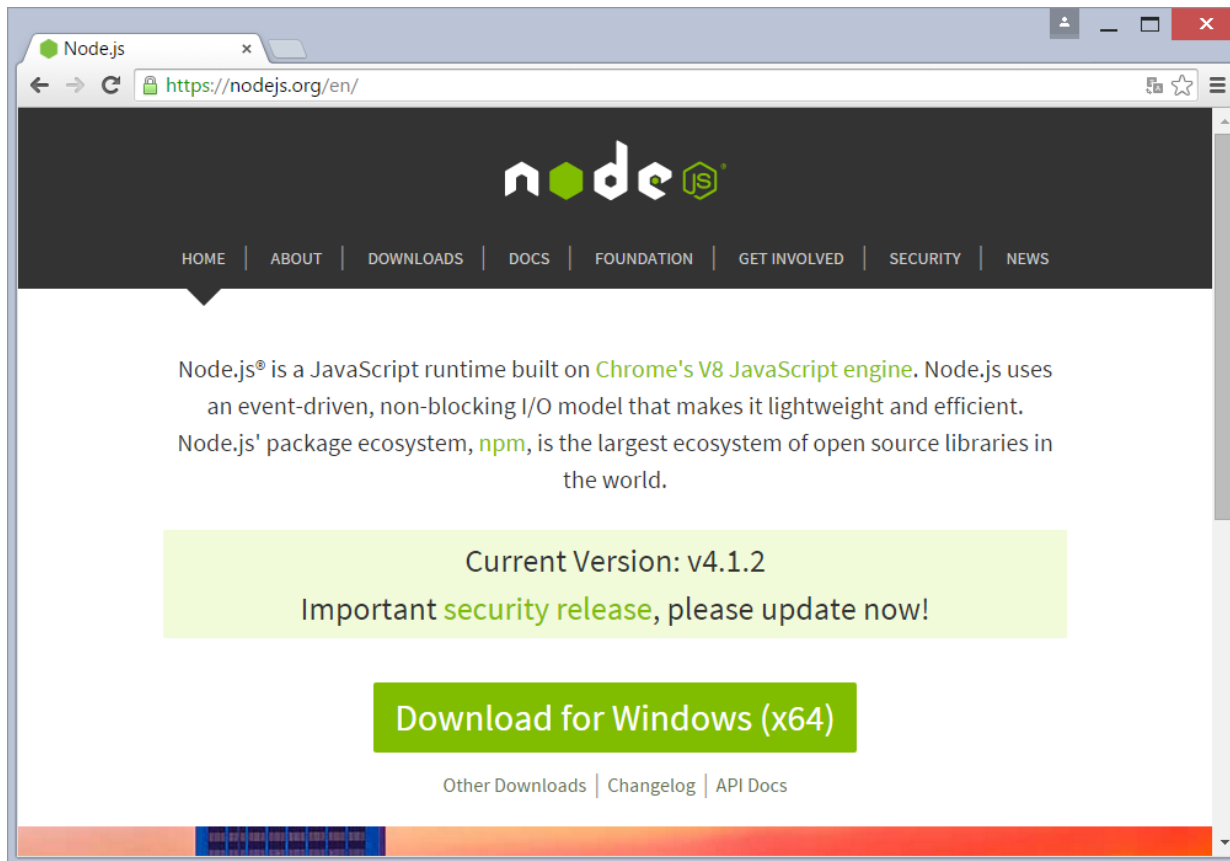 Node.js
https://nodejs.org/en/
node JS®
HOME | ABOUT | DOWNLOADS | DOCS | FOUNDATION | GET INVOLVED | SECURITY | NEWS
Node.js® is a JavaScript runtime built on Chrome's V8 JavaScript engine. Node.js uses
an event-driven, non-blocking I/O model that makes it lightweight and efficient.
Node.js' package ecosystem, npm, is the largest ecosystem of open source libraries in
the world.
Current Version: v4.1.2
Important security release, please update now!
Download for Windows (x64)
Other Downloads | Changelog | API Docs